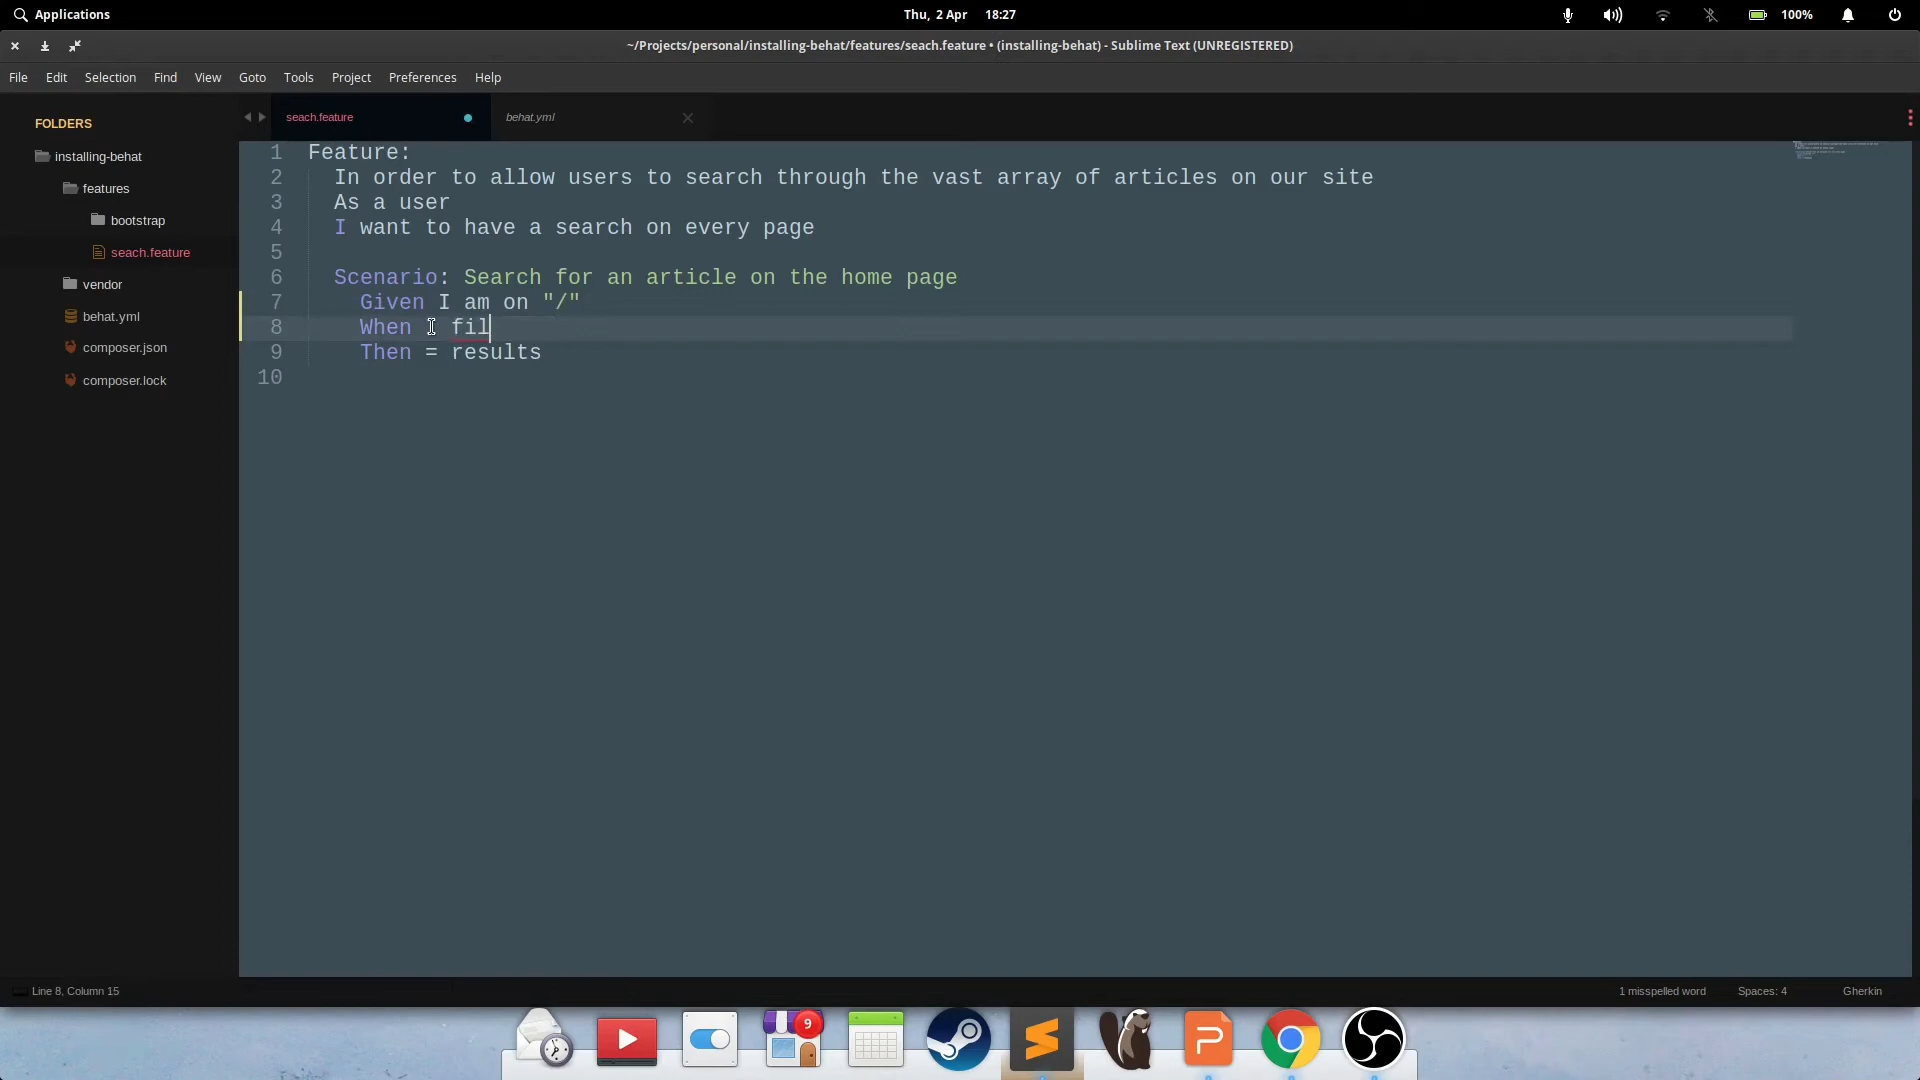 Applications
Thu, 2 Apr 18:27
100%
~/Projects/personal/installing-behat/features/seach.feature • (installing-behat) - Sublime Text (UNREGISTERED)
File Edit Selection Find View Goto Tools Project Preferences Help
FOLDERS
installing-behat
features
bootstrap
seach.feature
vendor
behat.yml
composer.json
composer.lock
seach.feature
behat.yml
1 Feature:
2 In order to allow users to search through the vast array of articles on our site
3 As a user
4 I want to have a search on every page
5
6 Scenario: Search for an article on the home page
7 Given I am on "/"
8 When I fil
9 Then = results
10
Line 8, Column 15
1 misspelled word
Spaces: 4
Gherkin
9